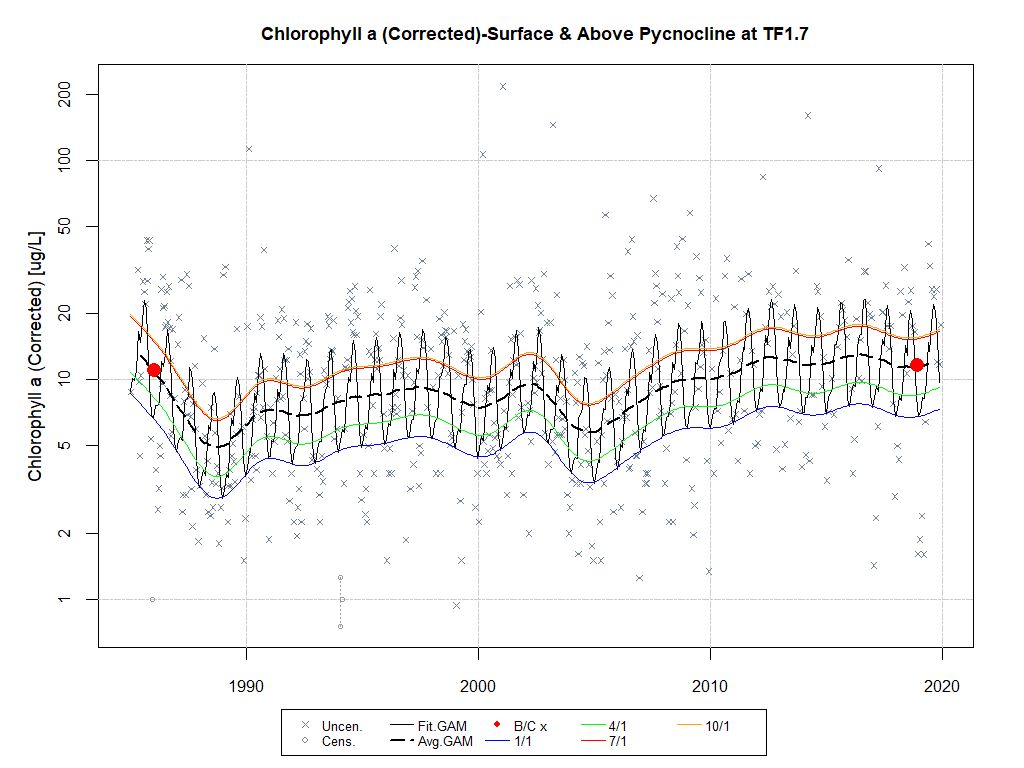 Chlorophyll a (Corrected)-Surface & Above Pycnocline at TF1.7
Chlorophyll a (Corrected) [ug/L]
200
100
50
20
10
5
2
1
1990 2000 2010 2020
Uncen. Fit.GAM B/C x 4/1 10/1
Cens. Avg.GAM 1/1 7/1